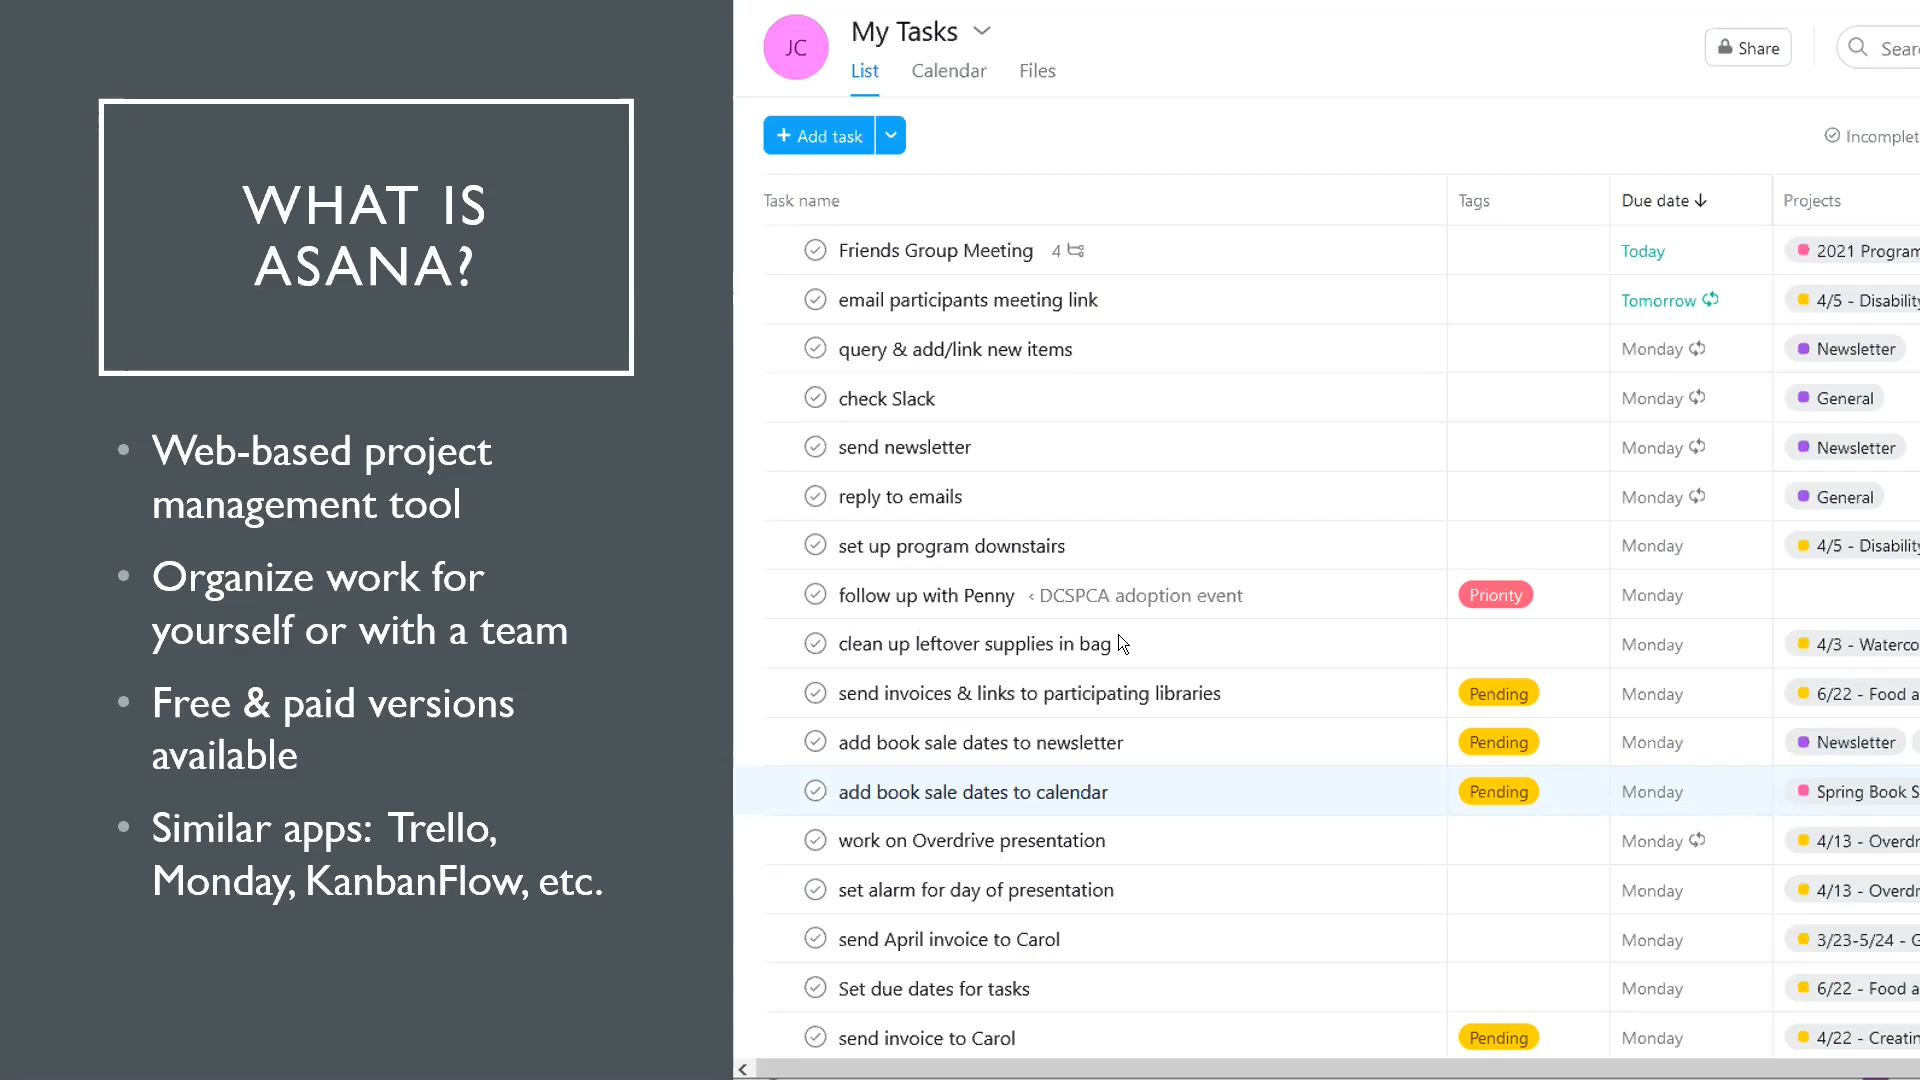 WHAT IS
ASANA?
• Web-based project
management tool
• Organize work for
yourself or with a team
• Free & paid versions
available
• Similar apps: Trello,
Monday, KanbanFlow, etc.
JC
My Tasks
List Calendar Files
Share
Sear
+ Add task
Incomplet
Task name Tags Due date Projects
Friends Group Meeting 4 Today 2021 Program
email participants meeting link Tomorrow 4/5 - Disability
query & add/link new items Monday Newsletter
check Slack Monday General
send newsletter Monday Newsletter
reply to emails Monday General
set up program downstairs Monday 4/5 - Disability
follow up with Penny ‹ DCSPCA adoption event Priority Monday
clean up leftover supplies in bag Monday 4/3 - Waterco
send invoices & links to participating libraries Pending Monday 6/22 - Food a
add book sale dates to newsletter Pending Monday Newsletter
add book sale dates to calendar Pending Monday Spring Book S
work on Overdrive presentation Monday 4/13 - Overdr
set alarm for day of presentation Monday 4/13 - Overdr
send April invoice to Carol Monday 3/23-5/24 - G
Set due dates for tasks Monday 6/22 - Food a
send invoice to Carol Pending Monday 4/22 - Creatin